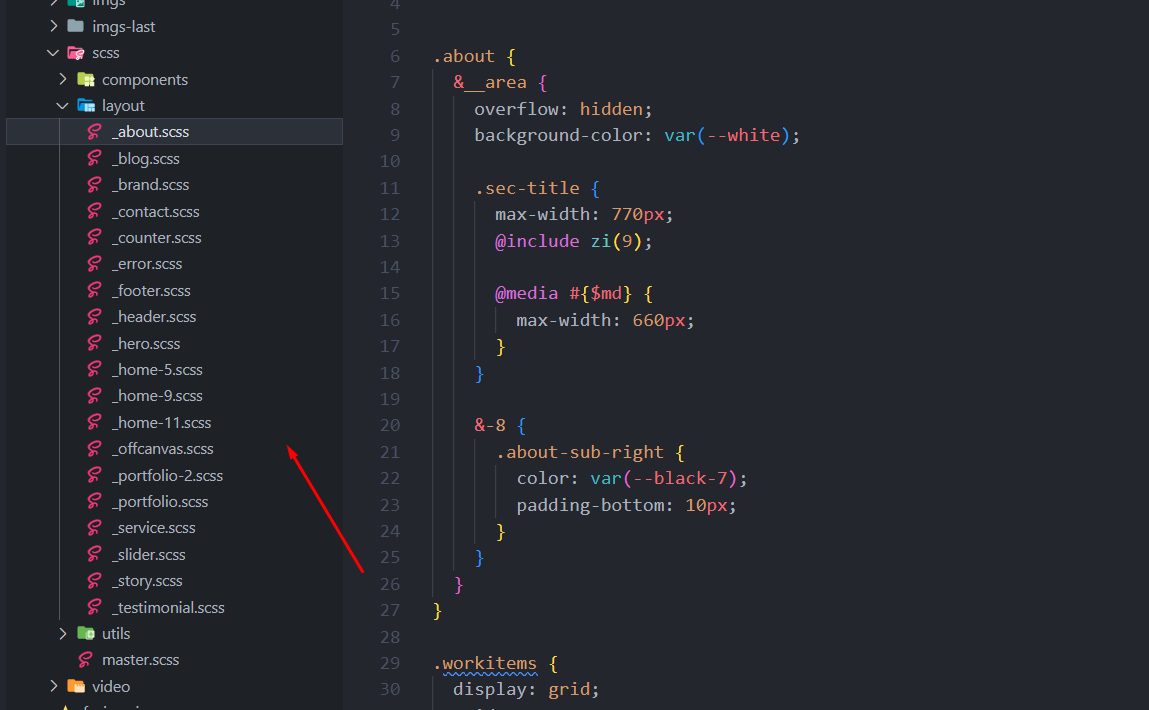 imgs
imgs-last
scss
components
layout
_about.scss
_blog.scss
_brand.scss
_contact.scss
_counter.scss
_error.scss
_footer.scss
_header.scss
_hero.scss
_home-5.scss
_home-9.scss
_home-11.scss
_offcanvas.scss
_portfolio-2.scss
_portfolio.scss
_service.scss
_slider.scss
_story.scss
_testimonial.scss
utils
master.scss
video
4
5
6 .about {
7 &__area {
8 overflow: hidden;
9 background-color: var(--white);
10
11 .sec-title {
12 max-width: 770px;
13 @include zi(9);
14
15 @media #{$md} {
16 max-width: 660px;
17 }
18 }
19
20 &-8 {
21 .about-sub-right {
22 color: var(--black-7);
23 padding-bottom: 10px;
24 }
25 }
26 }
27 }
28
29 .workitems {
30 display: grid;